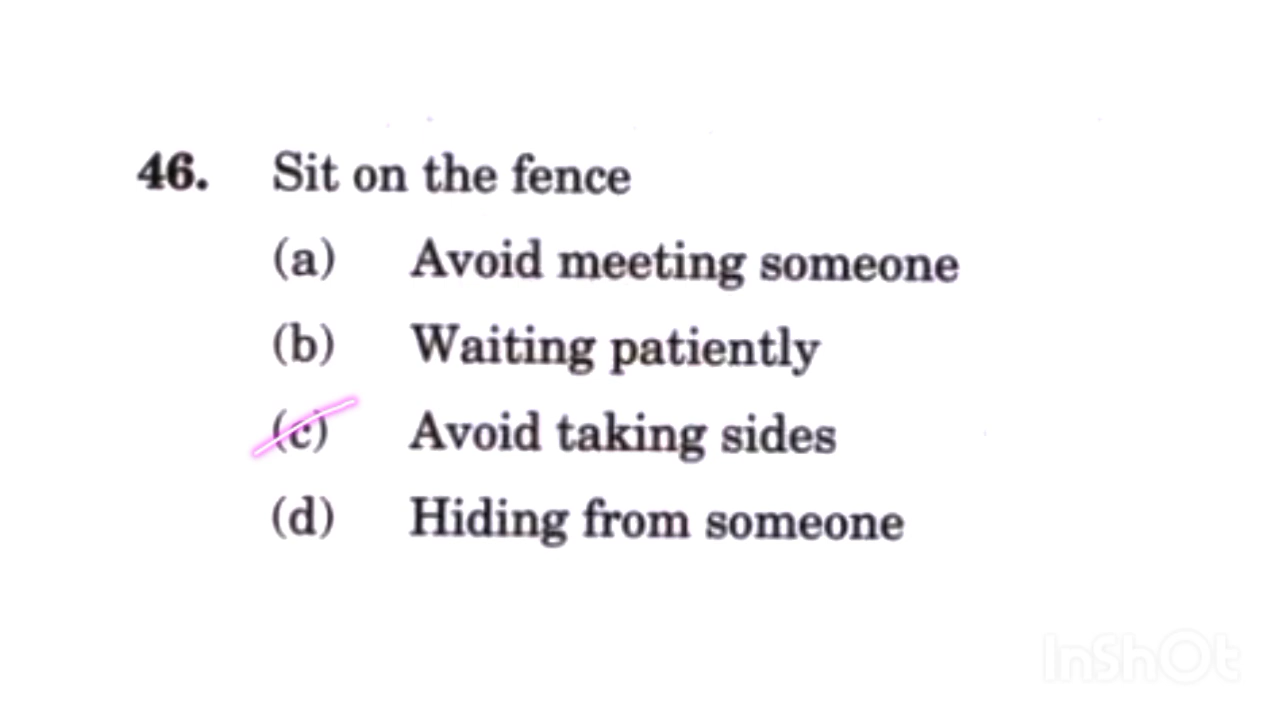 46. Sit on the fence
(a) Avoid meeting someone
(b) Waiting patiently
(c) Avoid taking sides
(d) Hiding from someone
InShOt